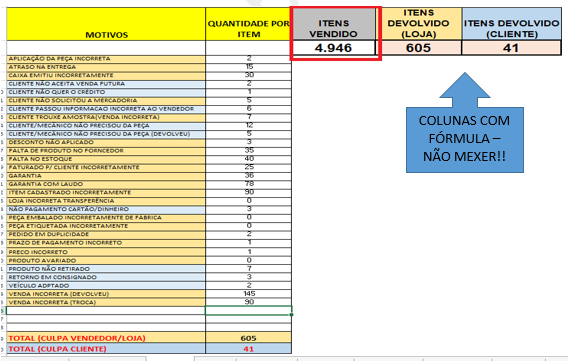 MOTIVOS
QUANTIDADE POR
ITEM
ITENS
VENDIDO
ITENS
DEVOLVIDO
(LOJA)
ITENS DEVOLVIDO
(CLIENTE)
4.946
605
41
APLICAÇÃO DA PEÇA INCORRETA 2
ATRASO NA ENTREGA 15
CAIXA EMITIU INCORRETAMENTE 30
CLIENTE NÃO ACEITA VENDA FUTURA 2
CLIENTE NÃO QUER O CRÉDITO 1
CLIENTE NÃO SOLICITOU A MERCADORIA 5
CLIENTE PASSOU INFORMACAO INCORRETA AO VENDEDOR 6
CLIENTE TROUXE AMOSTRA(VENDA INCORRETA) 7
CLIENTE/MECÂNICO NÃO PRECISOU DA PEÇA 12
CLIENTE/MECÂNICO NÃO PRECISOU DA PEÇA (DEVOLVEU) 5
DESCONTO NÃO APLICADO 3
FALTA DE PRODUTO NO FORNCEDOR 35
FALTA NO ESTOQUE 40
FATURADO P/ CLIENTE INCORRETAMENTE 25
GARANTIA 36
GARANTIA COM LAUDO 78
ITEM CADASTRADO INCORRETAMENTE 90
LOJA INCORRETA TRANSFERÊNCIA 0
NÃO PAGAMENTO CARTÃO/DINHEIRO 3
PEÇA EMBALADO INCORRETAMENTE DE FÁBRICA 0
PEÇA ETIQUETADA INCORRETAMENTE 0
PEDIDO EM DUPLICIDADE 2
PRAZO DE PAGAMENTO INCORRETO 1
PRECO INCORRETO 1
PRODUTO AVARIADO 0
PRODUTO NÃO RETIRADO 7
RETORNO EM CONSIGNADO 3
VEÍCULO ADPTADO 2
VENDA INCORRETA (DEVOLVEU) 145
VENDA INCORRETA (TROCA) 90
TOTAL (CULPA VENDEDOR/LOJA) 605
TOTAL (CULPA CLIENTE) 41
COLUNAS COM
FÓRMULA –
NÃO MEXER!!